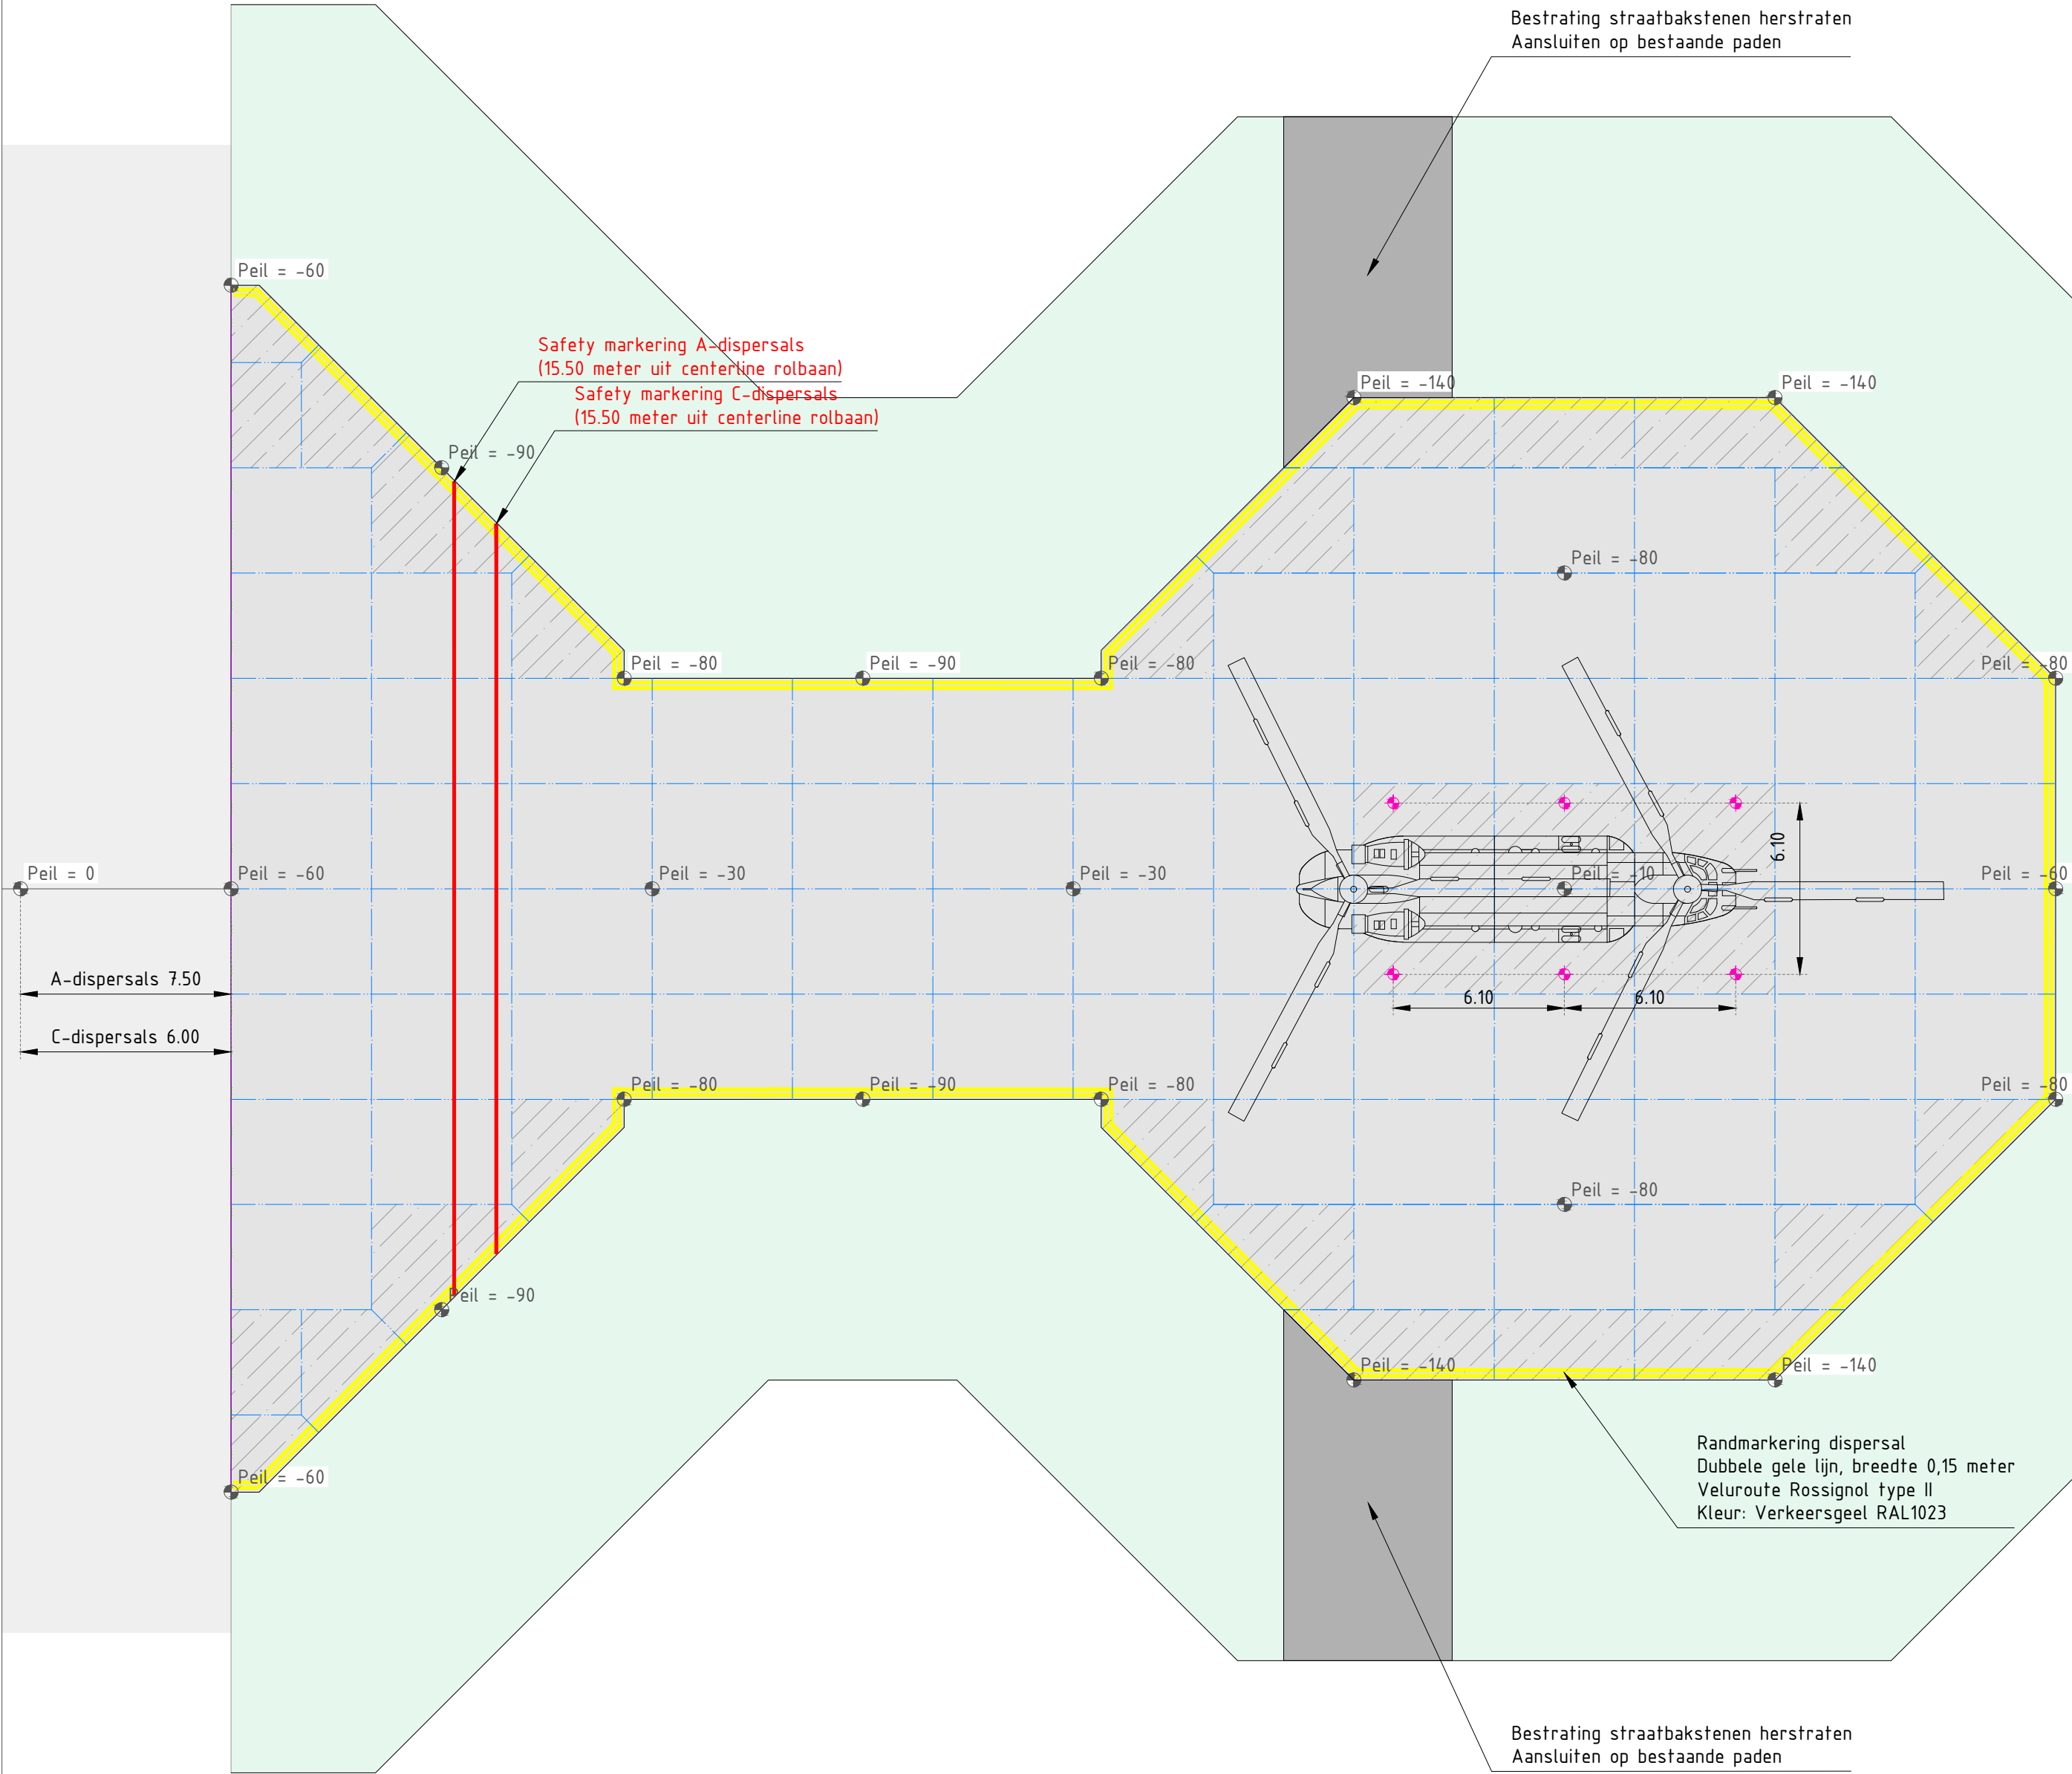 Bestrating straatbakstenen herstraten
Aansluiten op bestaande paden
Peil = -60
Safety markering A-dispersals
(15.50 meter uit centerline rolbaan)
Safety markering C-dispersals
(15.50 meter uit centerline rolbaan)
Peil = -140
Peil = -140
Peil = -90
Peil = -80
Peil = -80
Peil = -90
Peil = -80
Peil = -80
6.10
Peil = 0
Peil = -60
Peil = -30
Peil = -30
Peil = -10
Peil = -60
A-dispersals 7.50
6.10
6.10
C-dispersals 6.00
Peil = -80
Peil = -90
Peil = -80
Peil = -80
Peil = -80
Peil = -90
Peil = -140
Peil = -140
Randmarkering dispersal
Dubbele gele lijn, breedte 0,15 meter
Veluroute Rossignol type II
Kleur: Verkeersgeel RAL1023
Peil = -60
Bestrating straatbakstenen herstraten
Aansluiten op bestaande paden